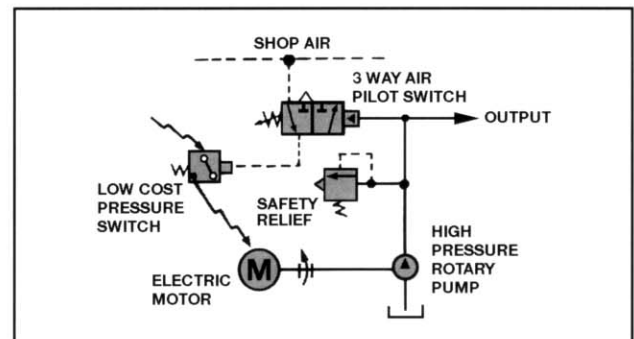 SHOP AIR
3 WAY AIR
PILOT SWITCH
OUTPUT
LOW COST
PRESSURE
SWITCH
SAFETY
RELIEF
HIGH
PRESSURE
ROTARY
PUMP
M
ELECTRIC
MOTOR